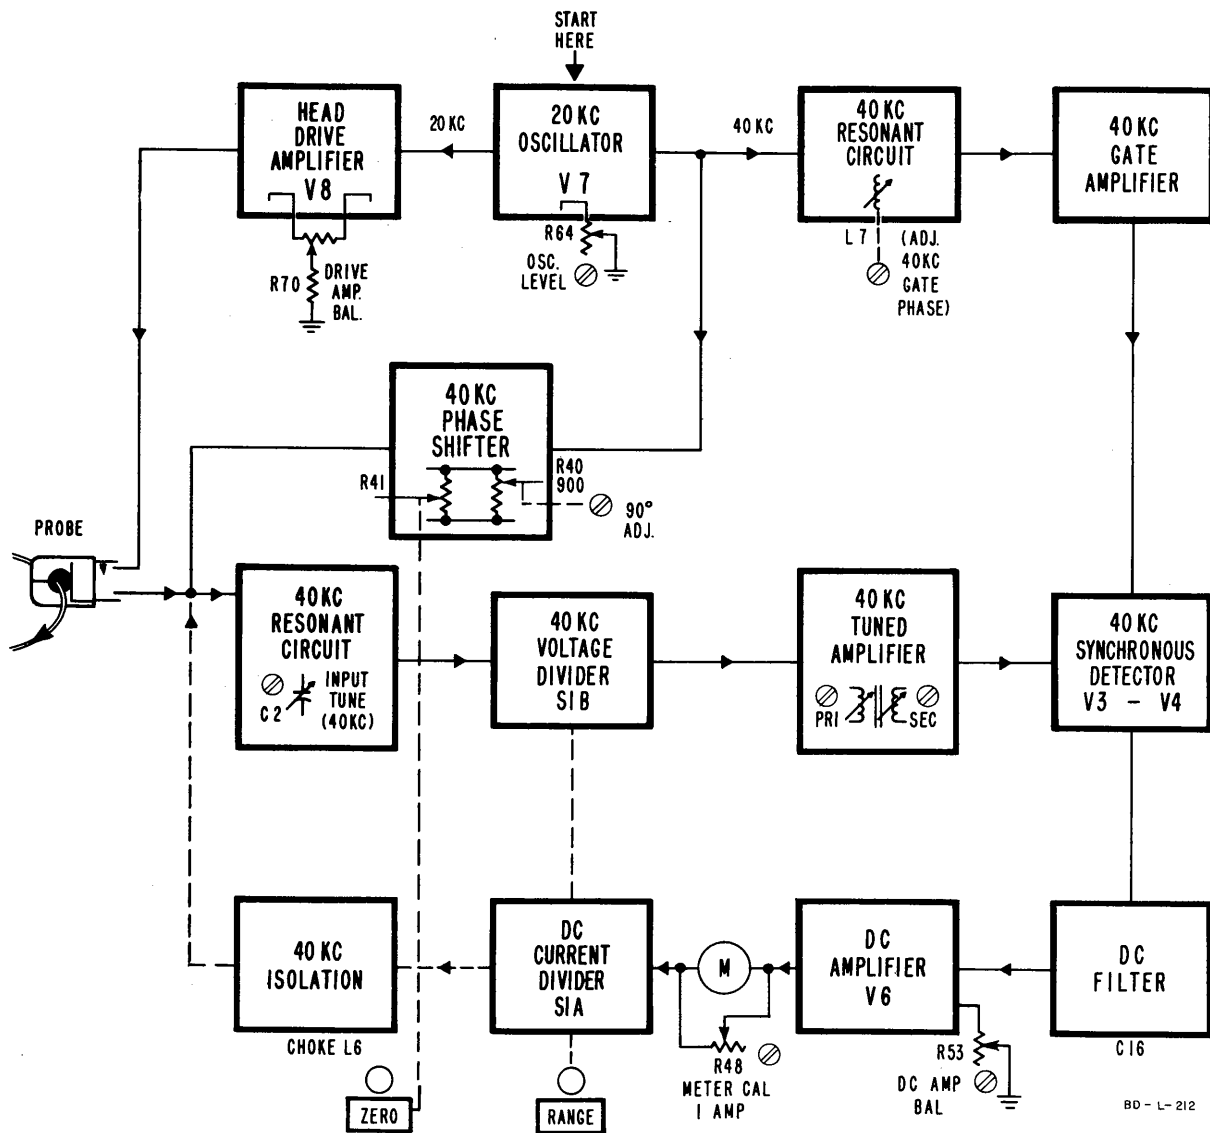 START
HERE
HEAD
DRIVE
AMPLIFIER
V8
20 KC
20 KC
OSCILLATOR
V 7
40 KC
40 KC
RESONANT
CIRCUIT
40 KC
GATE
AMPLIFIER
R70
DRIVE
AMP.
BAL.
R64
OSC.
LEVEL
L 7
(ADJ.
40KC
GATE
PHASE)
40 KC
PHASE
SHIFTER
R41
R40
900
90°
ADJ.
PROBE
40 KC
RESONANT
CIRCUIT
C2
INPUT
TUNE
(40KC)
40 KC
VOLTAGE
DIVIDER
S1B
40 KC
TUNED
AMPLIFIER
PRI
SEC
40 KC
SYNCHRONOUS
DETECTOR
V3 - V4
40 KC
ISOLATION
CHOKE L6
DC
CURRENT
DIVIDER
S1A
M
R48
METER CAL
1 AMP
DC
AMPLIFIER
V6
R53
DC AMP
BAL
DC
FILTER
C16
ZERO
RANGE
BD - L - 212